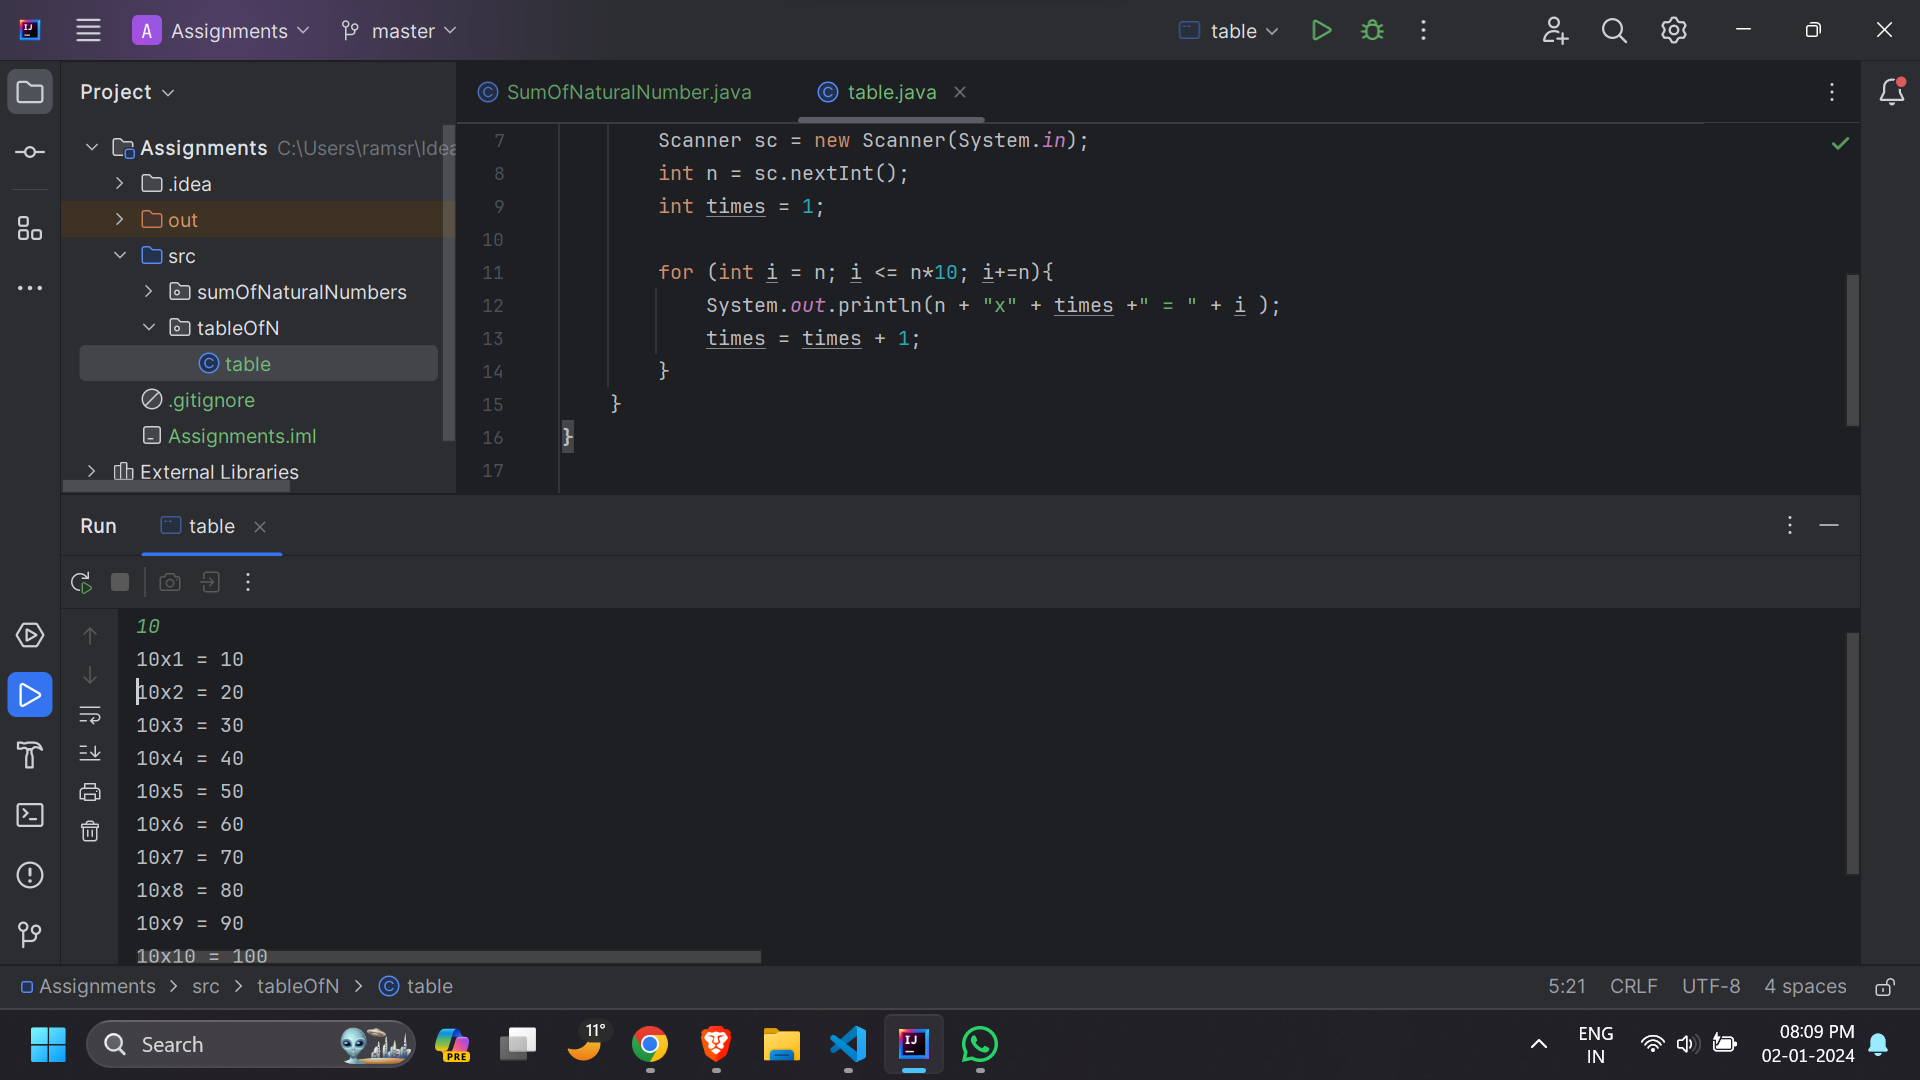 A Assignments master table
Project
SumOfNaturalNumber.java table.java
Assignments C:\Users\ramsr\Idea
.idea
out
src
sumOfNaturalNumbers
tableOfN
table
.gitignore
Assignments.iml
External Libraries
7 Scanner sc = new Scanner(System.in);
8 int n = sc.nextInt();
9 int times = 1;
10
11 for (int i = n; i <= n*10; i+=n){
12 System.out.println(n + "x" + times +" = " + i );
13 times = times + 1;
14 }
15 }
16 }
17
Run table
10
10x1 = 10
10x2 = 20
10x3 = 30
10x4 = 40
10x5 = 50
10x6 = 60
10x7 = 70
10x8 = 80
10x9 = 90
10x10 = 100
Assignments > src > tableOfN > table 5:21 CRLF UTF-8 4 spaces
Search PRE 11° IJ ENG IN 08:09 PM 02-01-2024